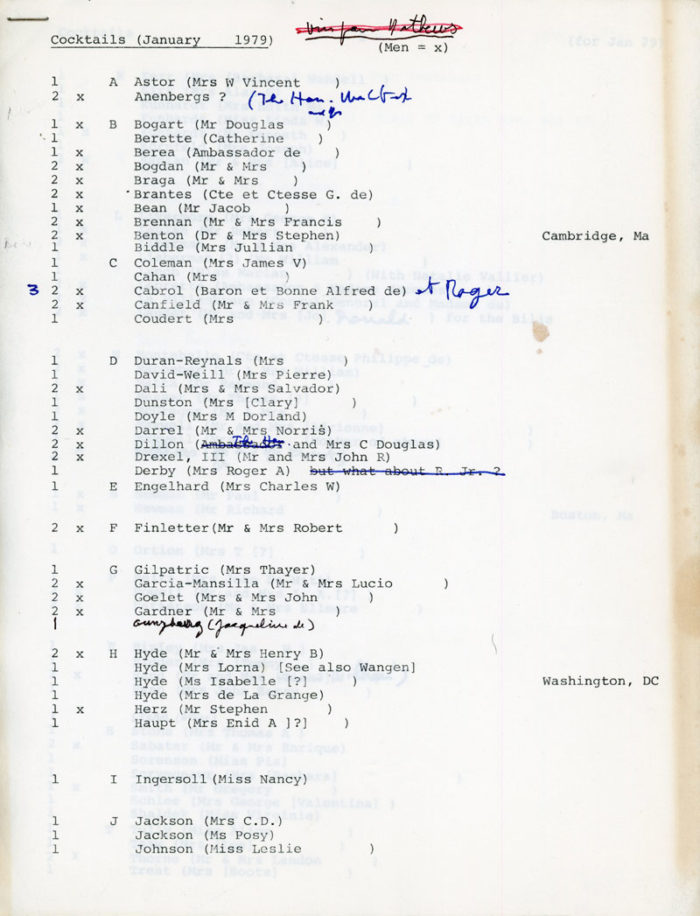 Cocktails (January 1979)
(Men = x)
1 A Astor (Mrs W Vincent )
2 x Anenbergs ? (The Hon.
1 x B Bogart (Mr Douglas )
1 Berette (Catherine )
1 x Berea (Ambassador de )
2 x Bogdan (Mr & Mrs )
2 x Braga (Mr & Mrs )
2 x Brantes (Cte et Ctesse G. de)
1 x Bean (Mr Jacob )
2 x Brennan (Mr & Mrs Francis )
2 x Benton (Dr & Mrs Stephen) Cambridge, Ma
1 Biddle (Mrs Jullian )
1 C Coleman (Mrs James V)
1 Cahan (Mrs )
3 2 x Cabrol (Baron et Bonne Alfred de) et Roger
2 x Canfield (Mr & Mrs Frank )
1 Coudert (Mrs )
1 D Duran-Reynals (Mrs )
1 David-Weill (Mrs Pierre)
2 x Dali (Mrs & Mrs Salvador)
1 Dunston (Mrs [Clary] )
1 Doyle (Mrs M Dorland)
2 x Darrel (Mr & Mrs Norris)
2 x Dillon (Ambassador The Hon. and Mrs C Douglas)
2 x Drexel, III (Mr and Mrs John R)
1 Derby (Mrs Roger A) but what about R. Jr. ?
1 E Engelhard (Mrs Charles W)
2 x F Finletter(Mr & Mrs Robert )
1 G Gilpatric (Mrs Thayer)
2 x Garcia-Mansilla (Mr & Mrs Lucio )
2 x Goelet (Mrs & Mrs John )
2 x Gardner (Mr & Mrs )
1 Gunzbourg (Jacqueline de)
2 x H Hyde (Mr & Mrs Henry B)
1 Hyde (Mrs Lorna) [See also Wangen]
1 Hyde (Ms Isabelle [?] ) Washington, DC
1 Hyde (Mrs de La Grange)
1 x Herz (Mr Stephen )
1 Haupt (Mrs Enid A ]?] )
1 I Ingersoll (Miss Nancy)
1 J Jackson (Mrs C.D.)
1 Jackson (Ms Posy)
1 Johnson (Miss Leslie )